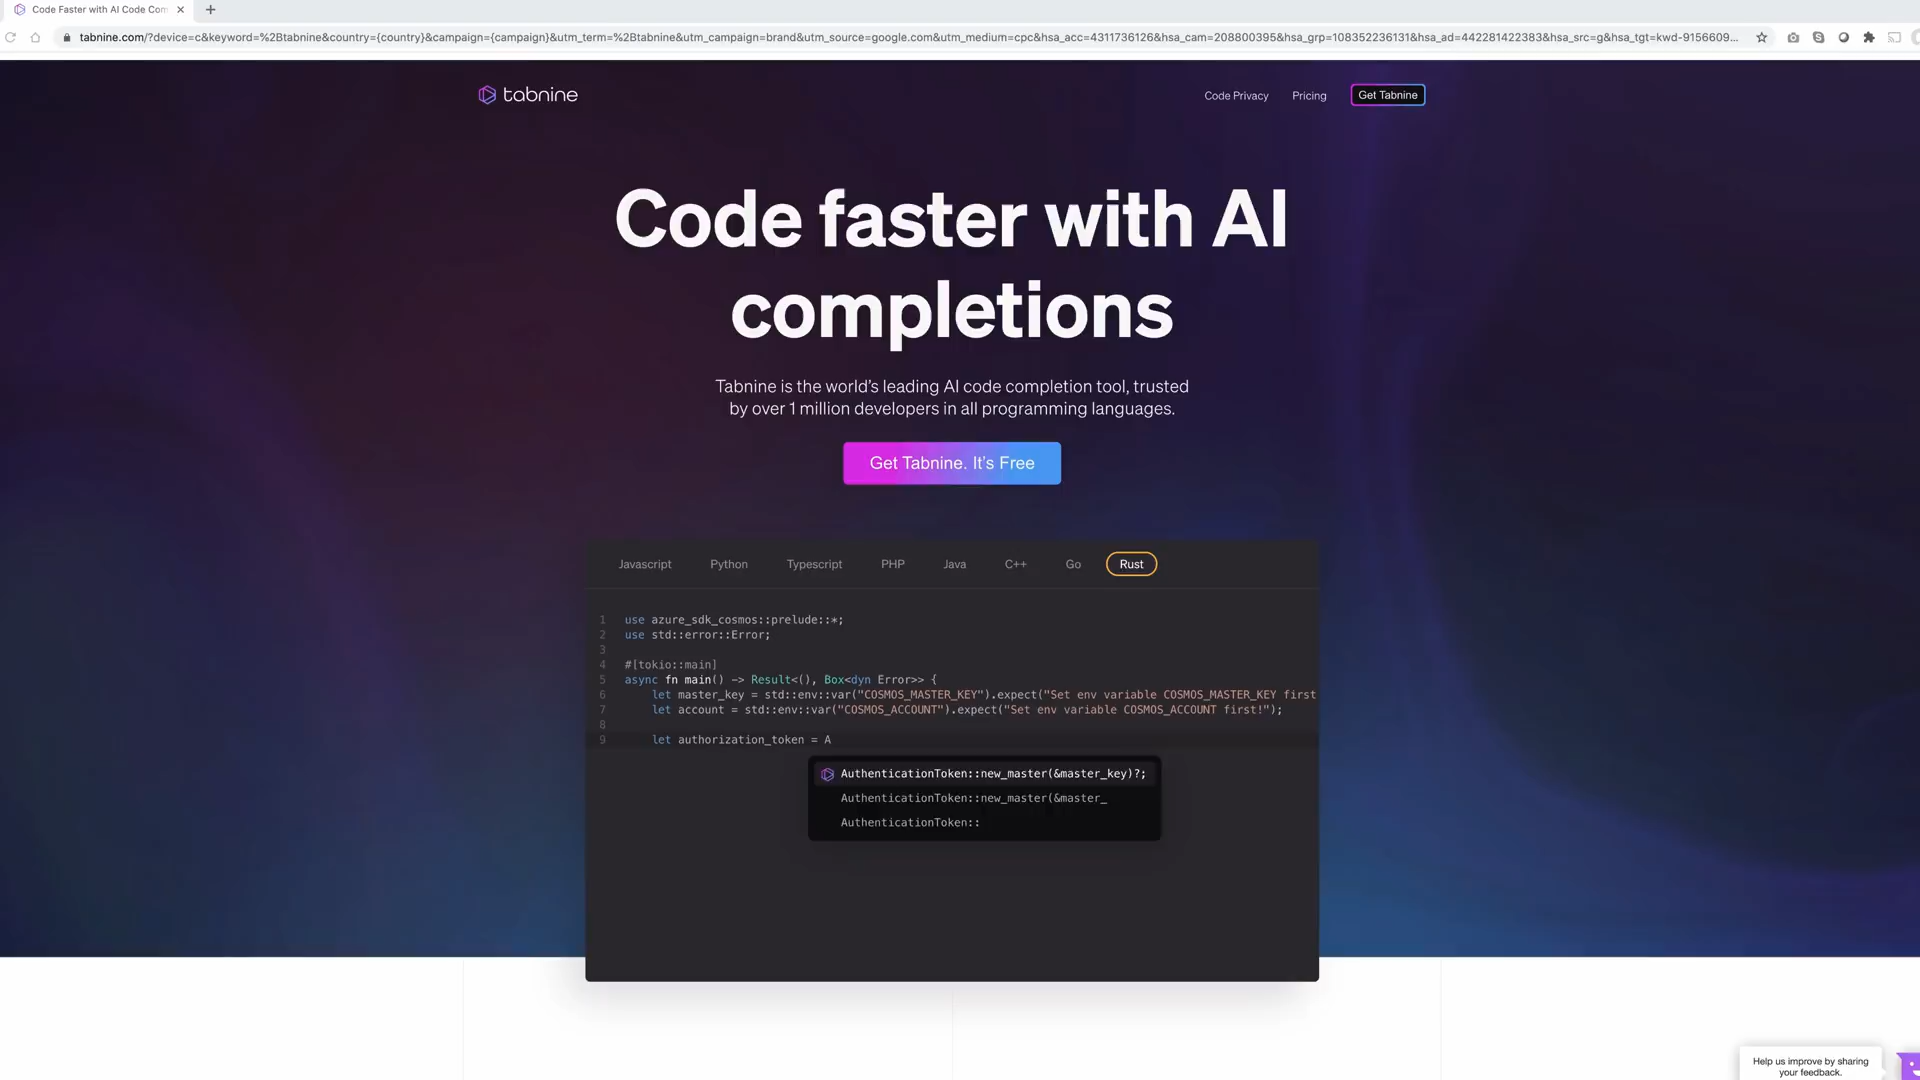 Code Faster with AI Code Com
tabnine.com/?device=c&keyword=%2Btabnine&country={country}&campaign={campaign}&utm_term=%2Btabnine&utm_campaign=brand&utm_source=google.com&utm_medium=cpc&hsa_acc=4311736126&hsa_cam=208800395&hsa_grp=108352236131&hsa_ad=442281422383&hsa_src=g&hsa_tgt=kwd-9156609...
tabnine
Code Privacy
Pricing
Get Tabnine
Code faster with AI
completions
Tabnine is the world's leading AI code completion tool, trusted
by over 1 million developers in all programming languages.
Get Tabnine. It's Free
Javascript Python Typescript PHP Java C++ Go Rust
1 use azure_sdk_cosmos::prelude::*;
2 use std::error::Error;
3
4 #[tokio::main]
5 async fn main() -> Result<(), Box<dyn Error>> {
6 let master_key = std::env::var("COSMOS_MASTER_KEY").expect("Set env variable COSMOS_MASTER_KEY first
7 let account = std::env::var("COSMOS_ACCOUNT").expect("Set env variable COSMOS_ACCOUNT first!");
8
9 let authorization_token = A
AuthenticationToken::new_master(&master_key)?;
AuthenticationToken::new_master(&master_
AuthenticationToken::
Help us improve by sharing
your feedback.